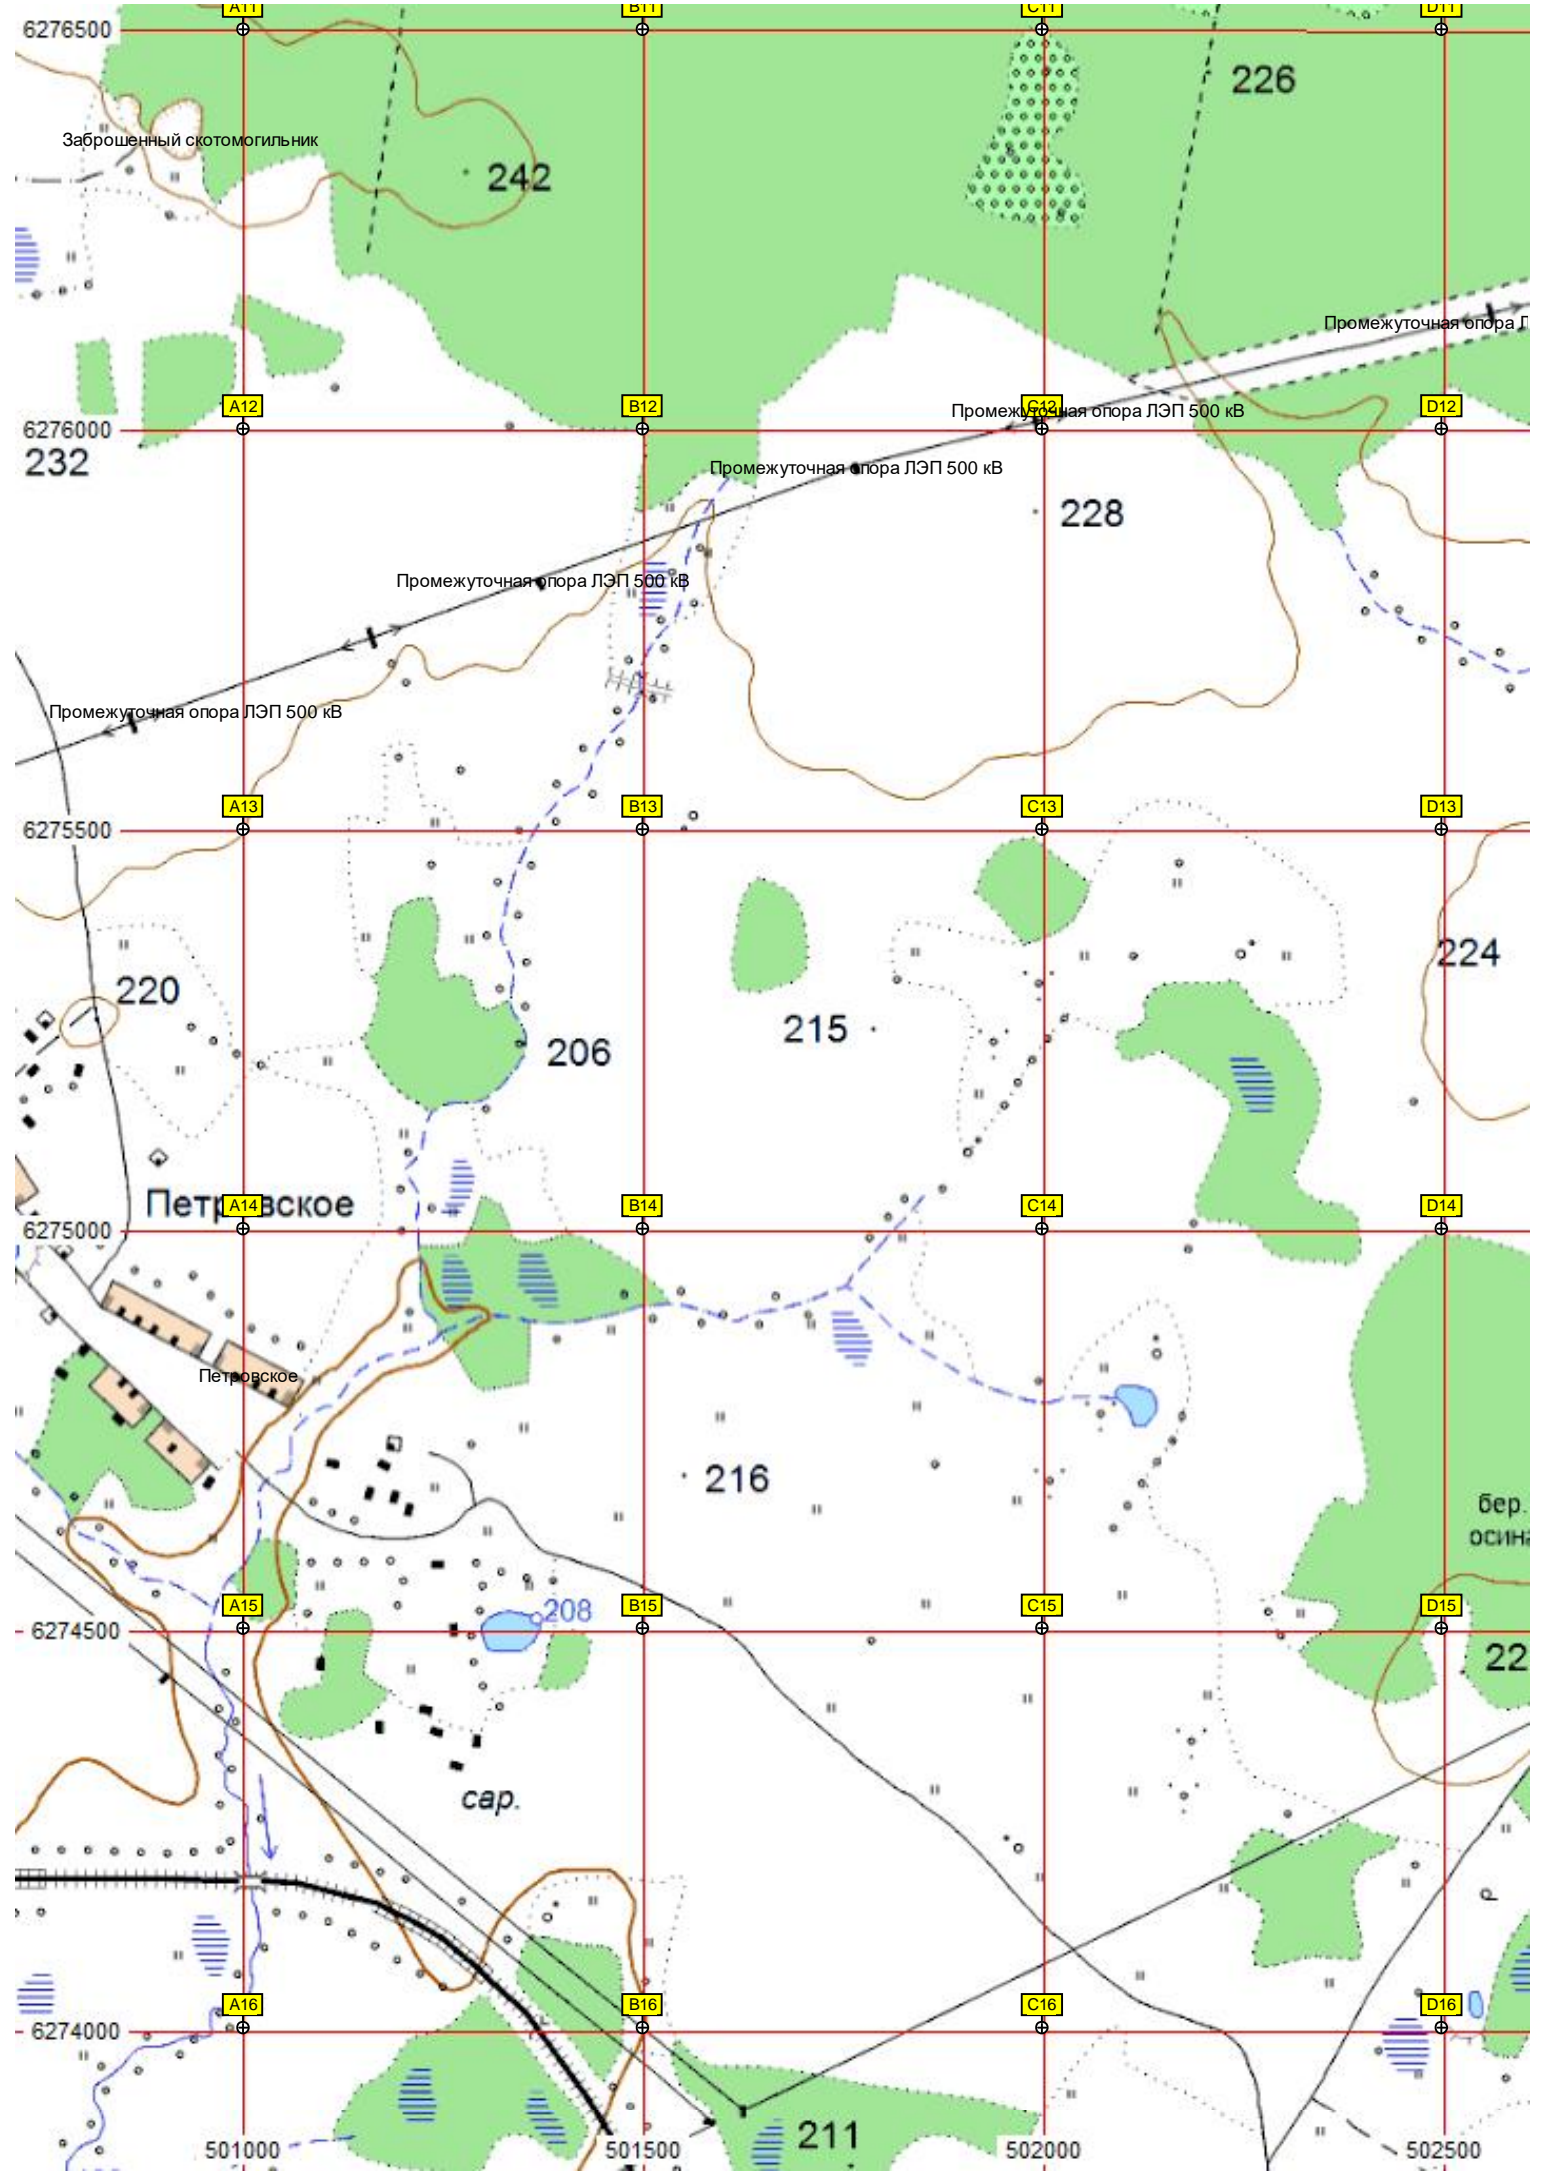 A11 B11 C11 D11
6276500
226
Заброшенный скотомогильник
242
Промежуточная опора Л
A12 B12 C12 D12
Промежуточная опора ЛЭП 500 кВ
6276000
232
Промежуточная опора ЛЭП 500 кВ
228
Промежуточная опора ЛЭП 500 кВ
Промежуточная опора ЛЭП 500 кВ
A13 B13 C13 D13
6275500
224
220
215
206
Петровское
A14 B14 C14 D14
6275000
Петровское
216
бер.
осина
A15 B15 C15 D15
208
6274500
22
сар.
р
A16 B16 C16 D16
6274000
211
501000 501500 502000 502500